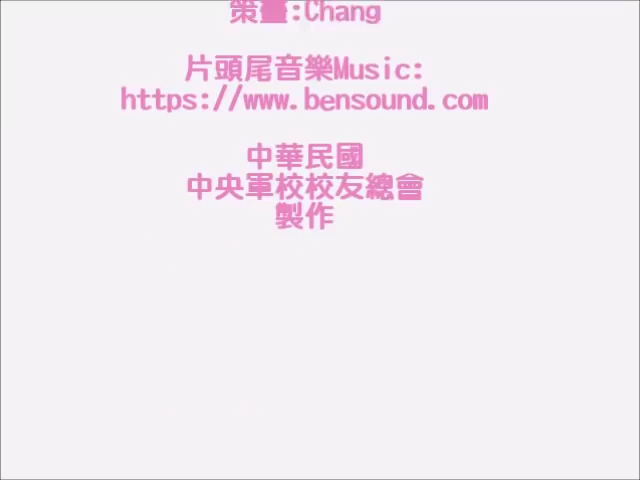 策臺:Chang
片頭尾音樂Music:
https://www.bensound.com
中華民國
中央軍校校友總會
製作